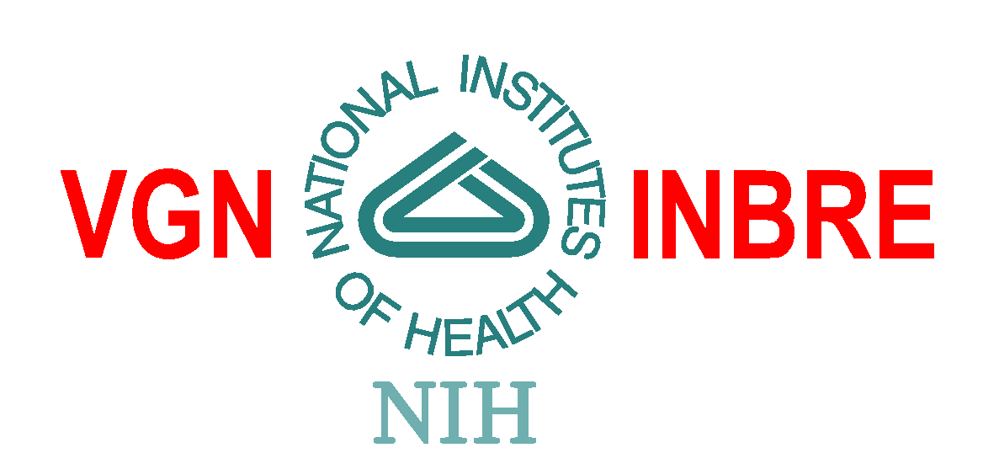 VGN
NATIONAL INSTITUTES
OF HEALTH
INBRE
NIH